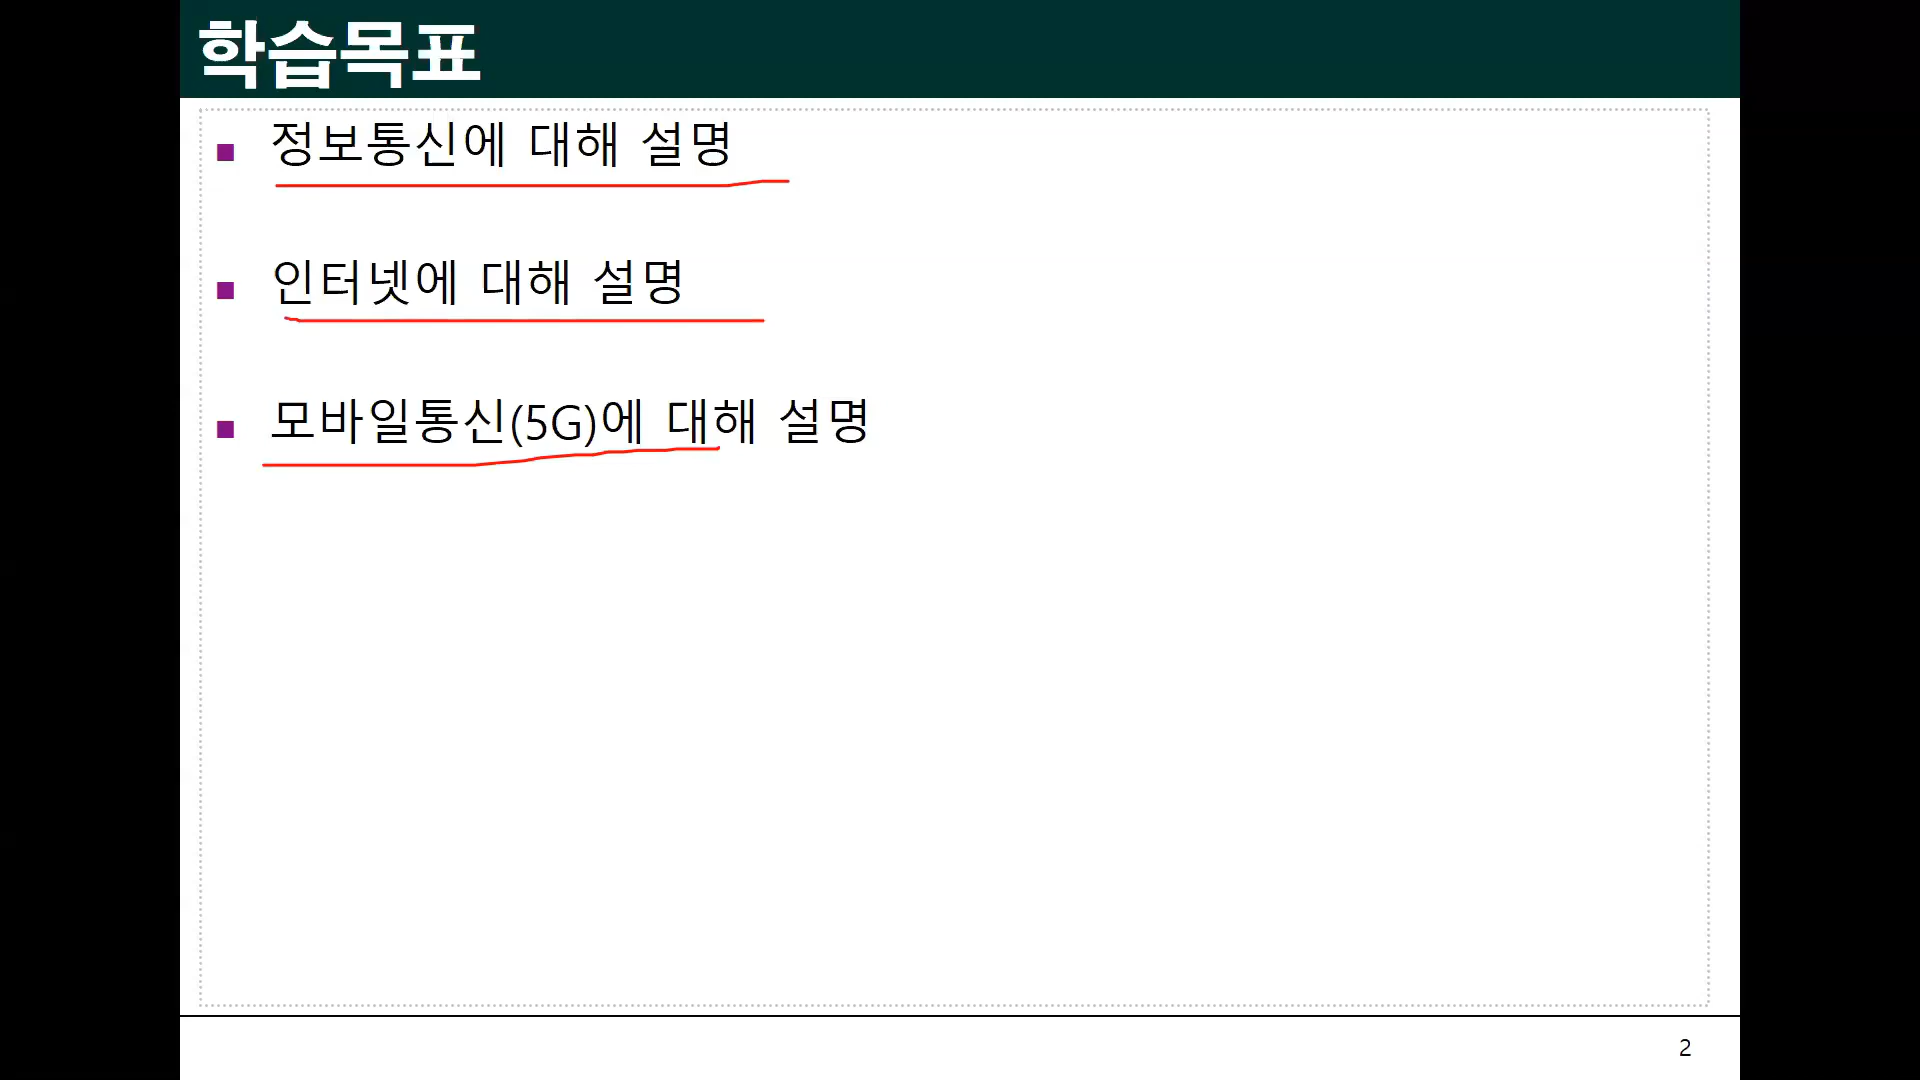 학습목표
정보통신에 대해 설명
인터넷에 대해 설명
모바일통신(5G)에 대해 설명
2